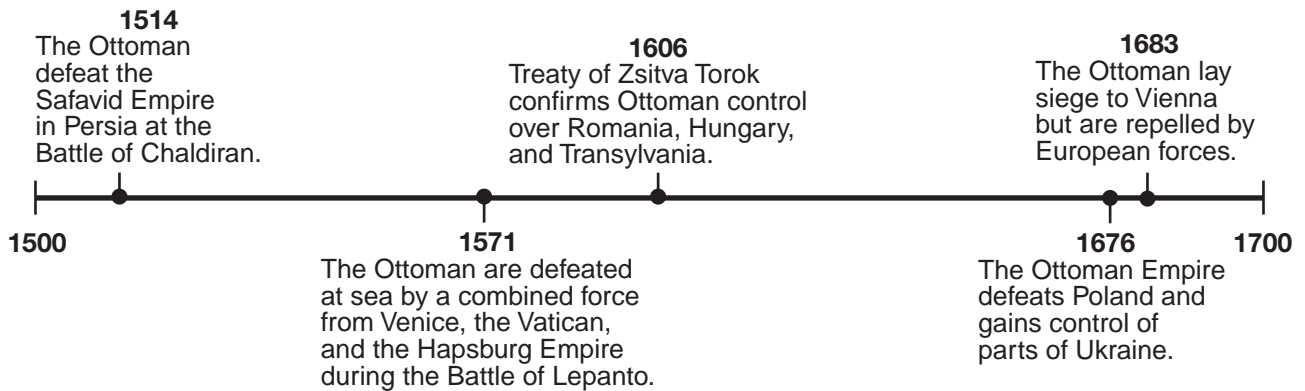 1514
The Ottoman
defeat the
Safavid Empire
in Persia at the
Battle of Chaldiran.
1606
Treaty of Zsitva Torok
confirms Ottoman control
over Romania, Hungary,
and Transylvania.
1683
The Ottoman lay
siege to Vienna
but are repelled by
European forces.
1500
1571
The Ottoman are defeated
at sea by a combined force
from Venice, the Vatican,
and the Hapsburg Empire
during the Battle of Lepanto.
1676
The Ottoman Empire
defeats Poland and
gains control of
parts of Ukraine.
1700